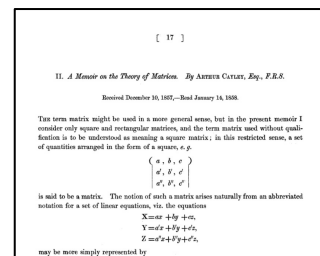 [ 17 ]
II. A Memoir on the Theory of Matrices. By ARTHUR CAYLEY, Esq., F.R.S.
Received December 10, 1857,—Read January 14, 1858.
THE term matrix might be used in a more general sense, but in the present memoir I
consider only square and rectangular matrices, and the term matrix used without quali-
fication is to be understood as meaning a square matrix; in this restricted sense, a set
of quantities arranged in the form of a square, e. g.
( a , b , c )
| a′, b′, c′ |
| a″, b″, c″ |
is said to be a matrix. The notion of such a matrix arises naturally from an abbreviated
notation for a set of linear equations, viz. the equations
X=ax +by +cz,
Y=a′x+b′y+c′z,
Z =a″x+b″y+c″z,
may be more simply represented by